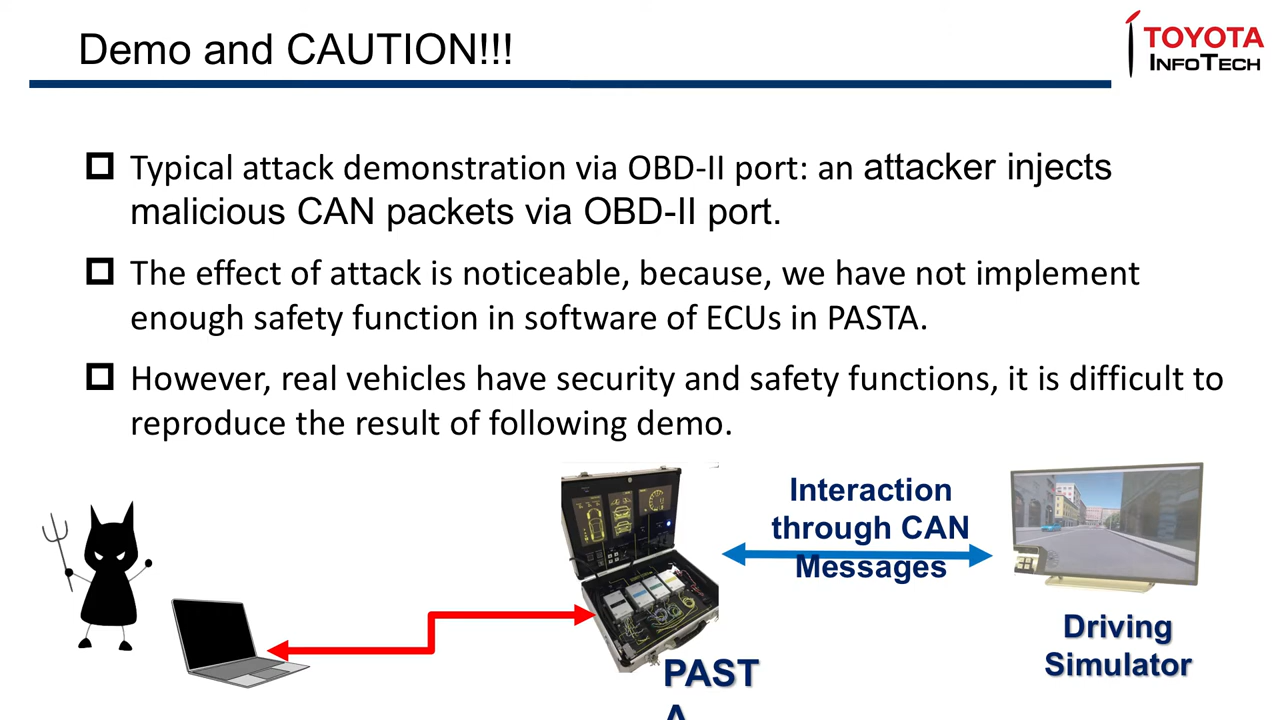 Demo and CAUTION!!!
TOYOTA
INFOTECH
Typical attack demonstration via OBD-II port: an attacker injects
malicious CAN packets via OBD-II port.
The effect of attack is noticeable, because, we have not implement
enough safety function in software of ECUs in PASTA.
However, real vehicles have security and safety functions, it is difficult to
reproduce the result of following demo.
Interaction
through CAN
Messages
PAST
A
Driving
Simulator